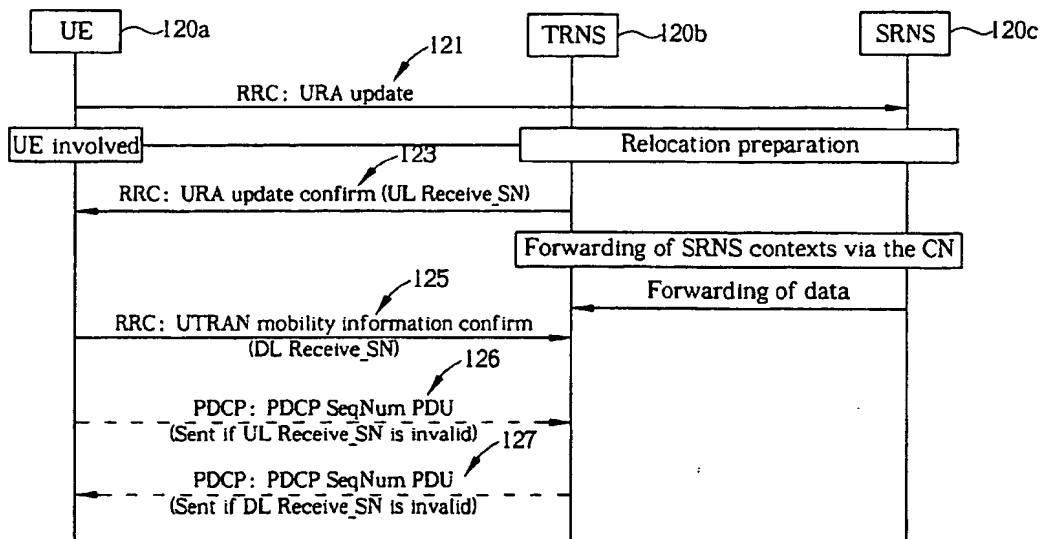 UE
120a
TRNS
120b
SRNS
120c
121
RRC: URA update
UE involved
Relocation preparation
123
RRC: URA update confirm (UL Receive_SN)
Forwarding of SRNS contexts via the CN
125
Forwarding of data
RRC: UTRAN mobility information confirm
(DL Receive_SN)
126
PDCP: PDCP SeqNum PDU
(Sent if UL Receive_SN is invalid)
127
PDCP: PDCP SeqNum PDU
(Sent if DL Receive_SN is invalid)